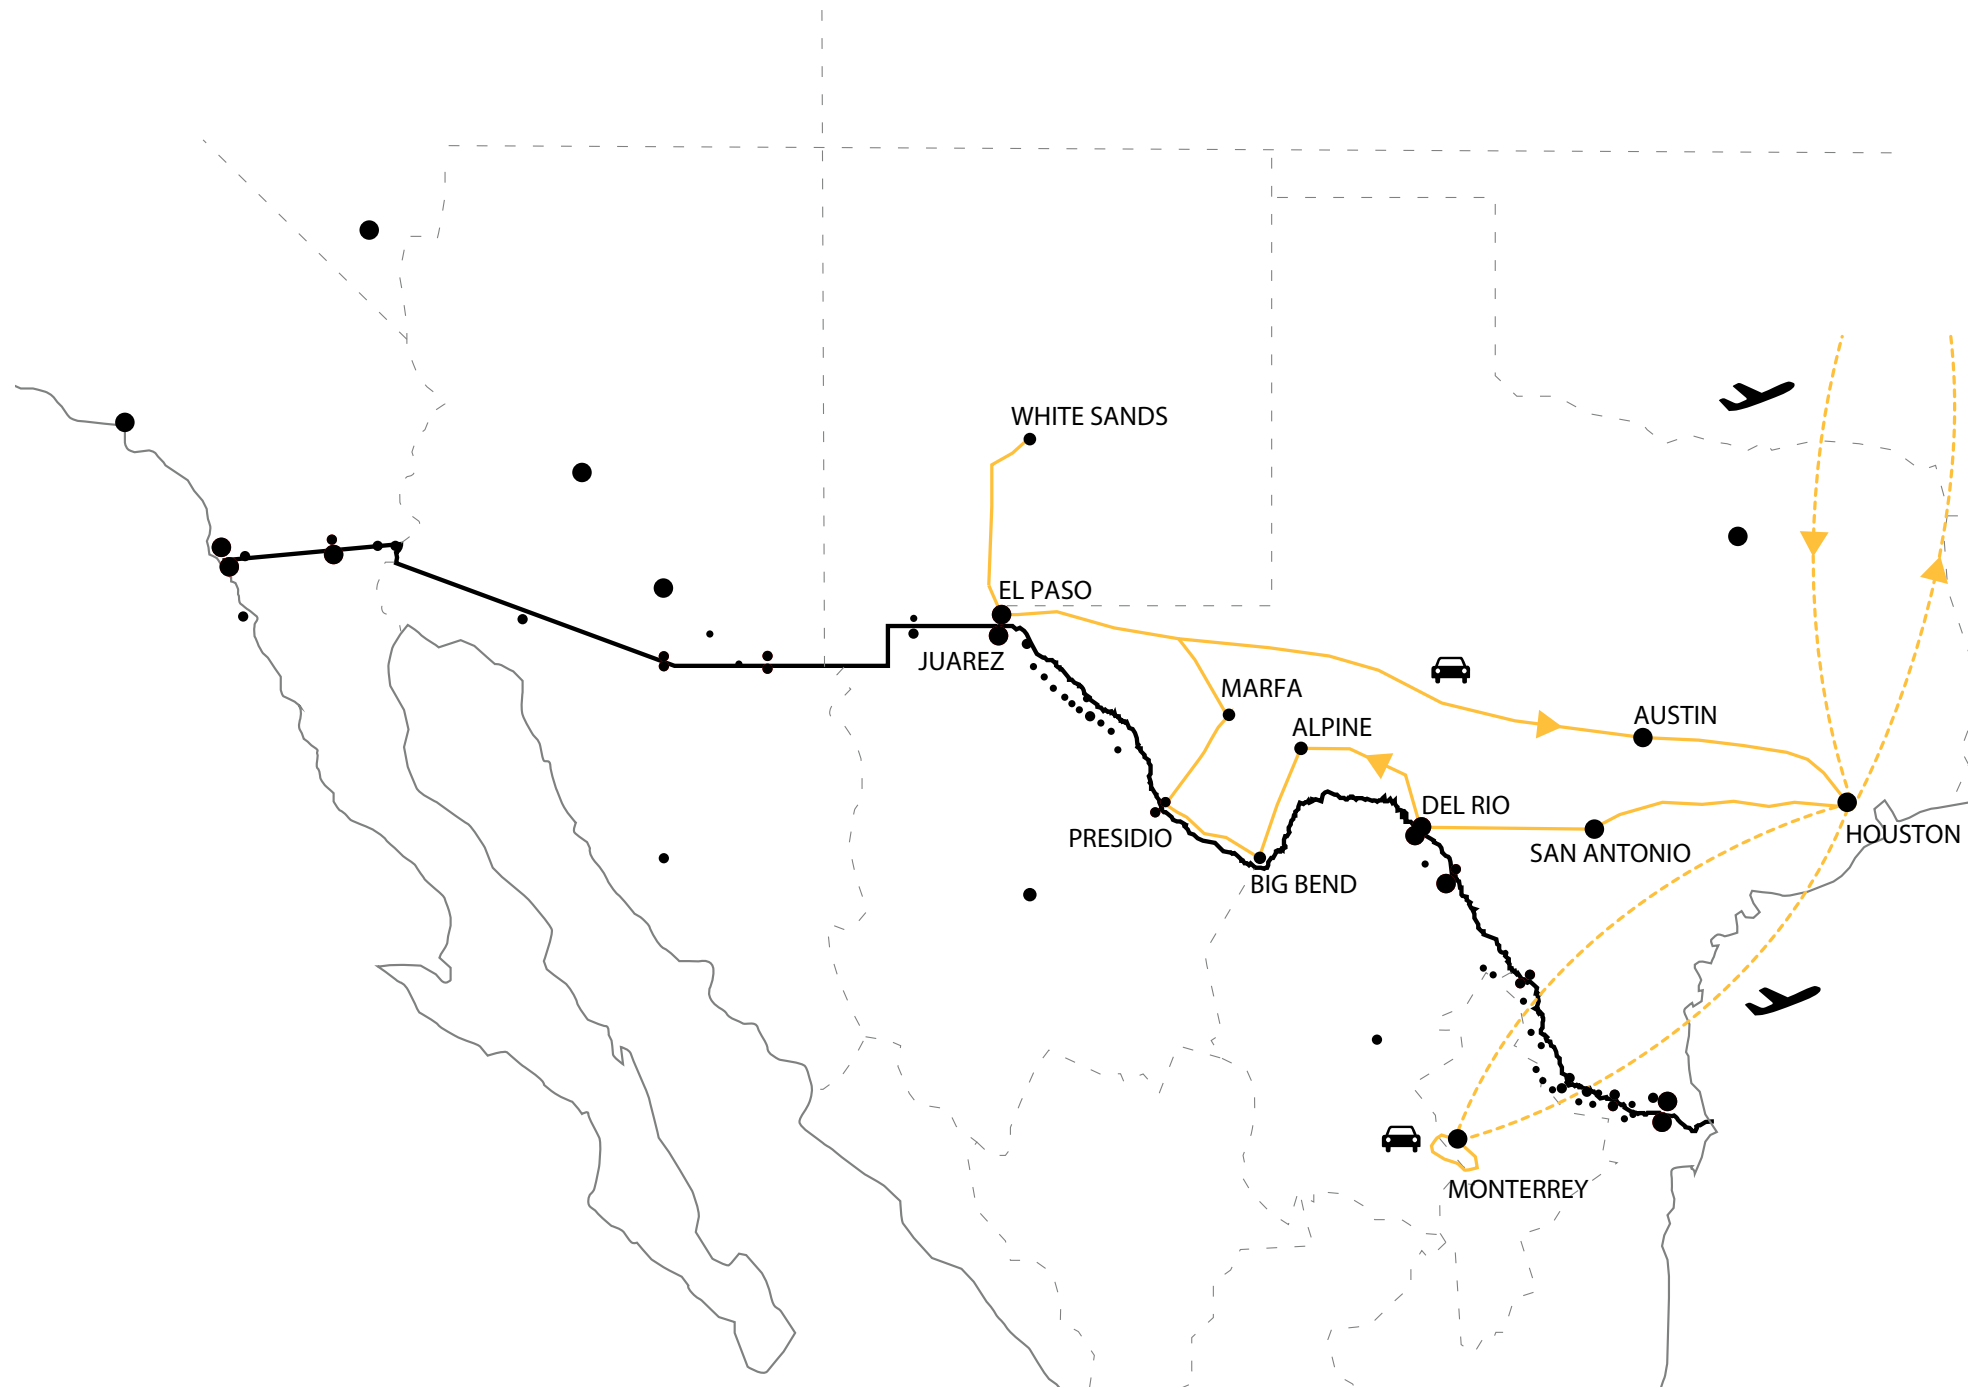 WHITE SANDS
EL PASO
JUAREZ
MARFA
ALPINE
AUSTIN
DEL RIO
PRESIDIO
HOUSTON
SAN ANTONIO
BIG BEND
MONTERREY